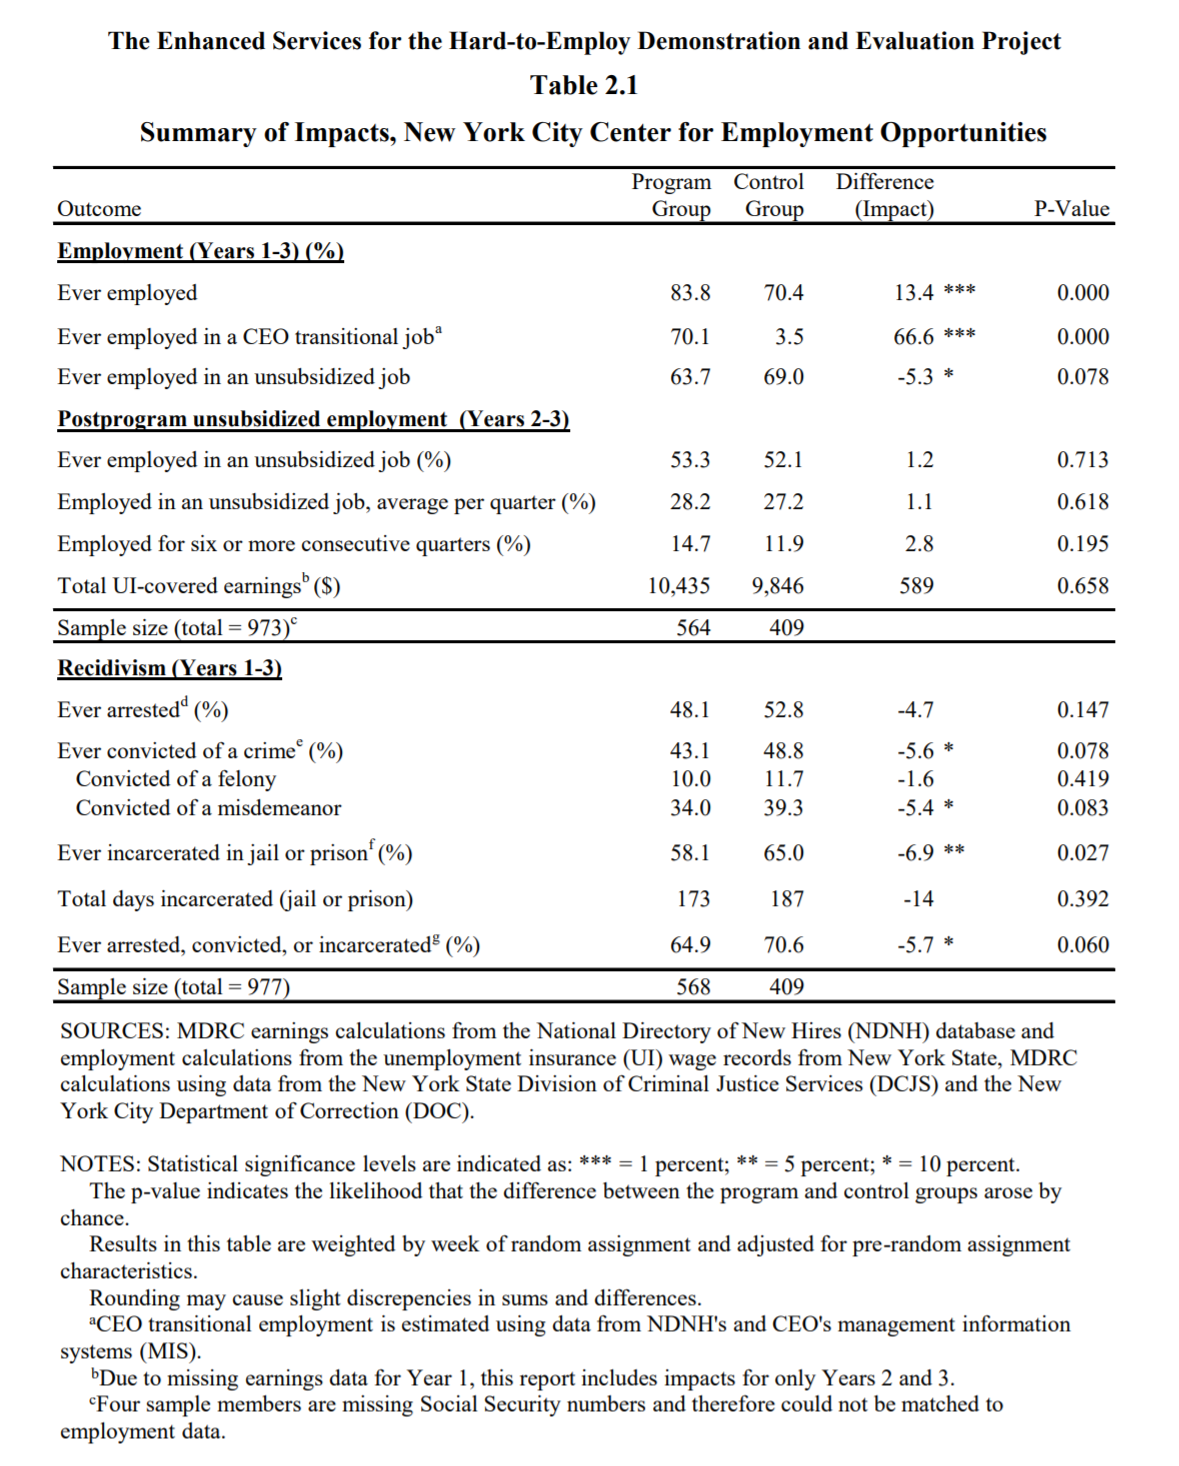 The Enhanced Services for the Hard-to-Employ Demonstration and Evaluation Project
Table 2.1
Summary of Impacts, New York City Center for Employment Opportunities
Program Control Difference
Outcome Group Group (Impact) P-Value
Employment (Years 1-3) (%)
Ever employed 83.8 70.4 13.4 *** 0.000
Ever employed in a CEO transitional jobᵃ 70.1 3.5 66.6 *** 0.000
Ever employed in an unsubsidized job 63.7 69.0 -5.3 * 0.078
Postprogram unsubsidized employment (Years 2-3)
Ever employed in an unsubsidized job (%) 53.3 52.1 1.2 0.713
Employed in an unsubsidized job, average per quarter (%) 28.2 27.2 1.1 0.618
Employed for six or more consecutive quarters (%) 14.7 11.9 2.8 0.195
Total UI-covered earningsᵇ ($) 10,435 9,846 589 0.658
Sample size (total = 973)ᶜ 564 409
Recidivism (Years 1-3)
Ever arrestedᵈ (%) 48.1 52.8 -4.7 0.147
Ever convicted of a crimeᵉ (%) 43.1 48.8 -5.6 * 0.078
Convicted of a felony 10.0 11.7 -1.6 0.419
Convicted of a misdemeanor 34.0 39.3 -5.4 * 0.083
Ever incarcerated in jail or prisonᶠ (%) 58.1 65.0 -6.9 ** 0.027
Total days incarcerated (jail or prison) 173 187 -14 0.392
Ever arrested, convicted, or incarceratedᵍ (%) 64.9 70.6 -5.7 * 0.060
Sample size (total = 977) 568 409
SOURCES: MDRC earnings calculations from the National Directory of New Hires (NDNH) database and
employment calculations from the unemployment insurance (UI) wage records from New York State, MDRC
calculations using data from the New York State Division of Criminal Justice Services (DCJS) and the New
York City Department of Correction (DOC).
NOTES: Statistical significance levels are indicated as: *** = 1 percent; ** = 5 percent; * = 10 percent.
The p-value indicates the likelihood that the difference between the program and control groups arose by
chance.
Results in this table are weighted by week of random assignment and adjusted for pre-random assignment
characteristics.
Rounding may cause slight discrepancies in sums and differences.
ᵃCEO transitional employment is estimated using data from NDNH's and CEO's management information
systems (MIS).
ᵇDue to missing earnings data for Year 1, this report includes impacts for only Years 2 and 3.
ᶜFour sample members are missing Social Security numbers and therefore could not be matched to
employment data.